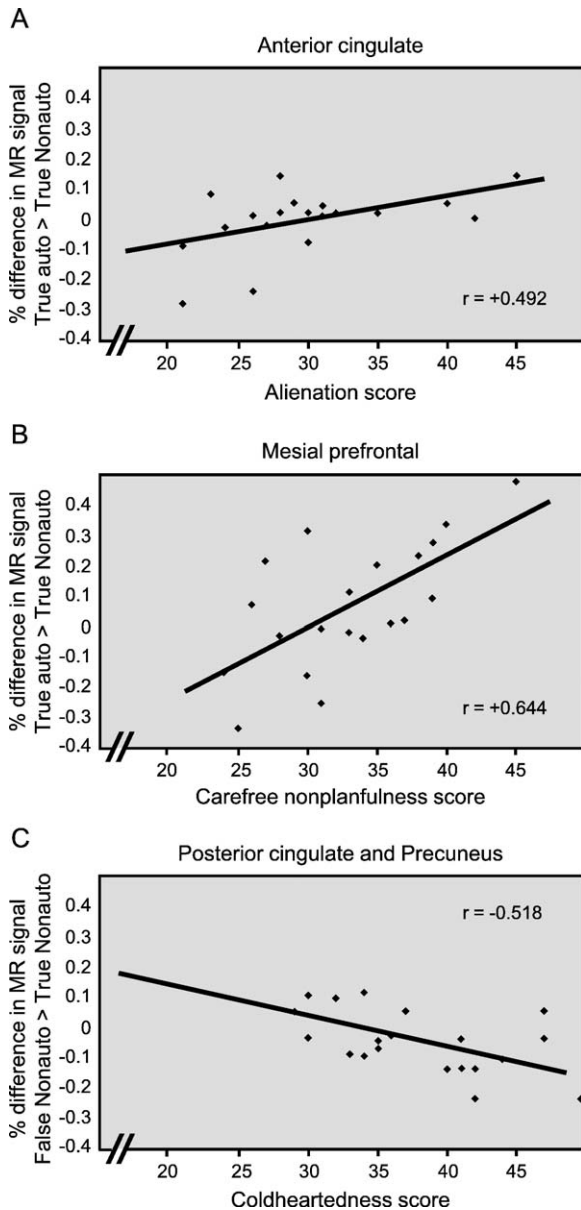 A
Anterior cingulate
% difference in MR signal
True auto > True Nonauto
0.4
0.3
0.2
0.1
0
-0.1
-0.2
-0.3
-0.4
r = +0.492
20 25 30 35 40 45
Alienation score
B
Mesial prefrontal
% difference in MR signal
True auto > True Nonauto
0.4
0.3
0.2
0.1
0
-0.1
-0.2
-0.3
-0.4
r = +0.644
20 25 30 35 40 45
Carefree nonplanfulness score
C
Posterior cingulate and Precuneus
% difference in MR signal
False Nonauto > True Nonauto
0.4
0.3
0.2
0.1
0
-0.1
-0.2
-0.3
-0.4
r = -0.518
20 25 30 35 40 45
Coldheartedness score